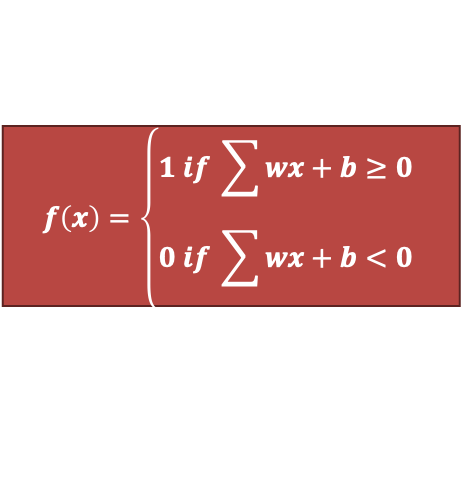 1 if ∑ wx + b ≥ 0
f(x) = {
0 if ∑ wx + b < 0